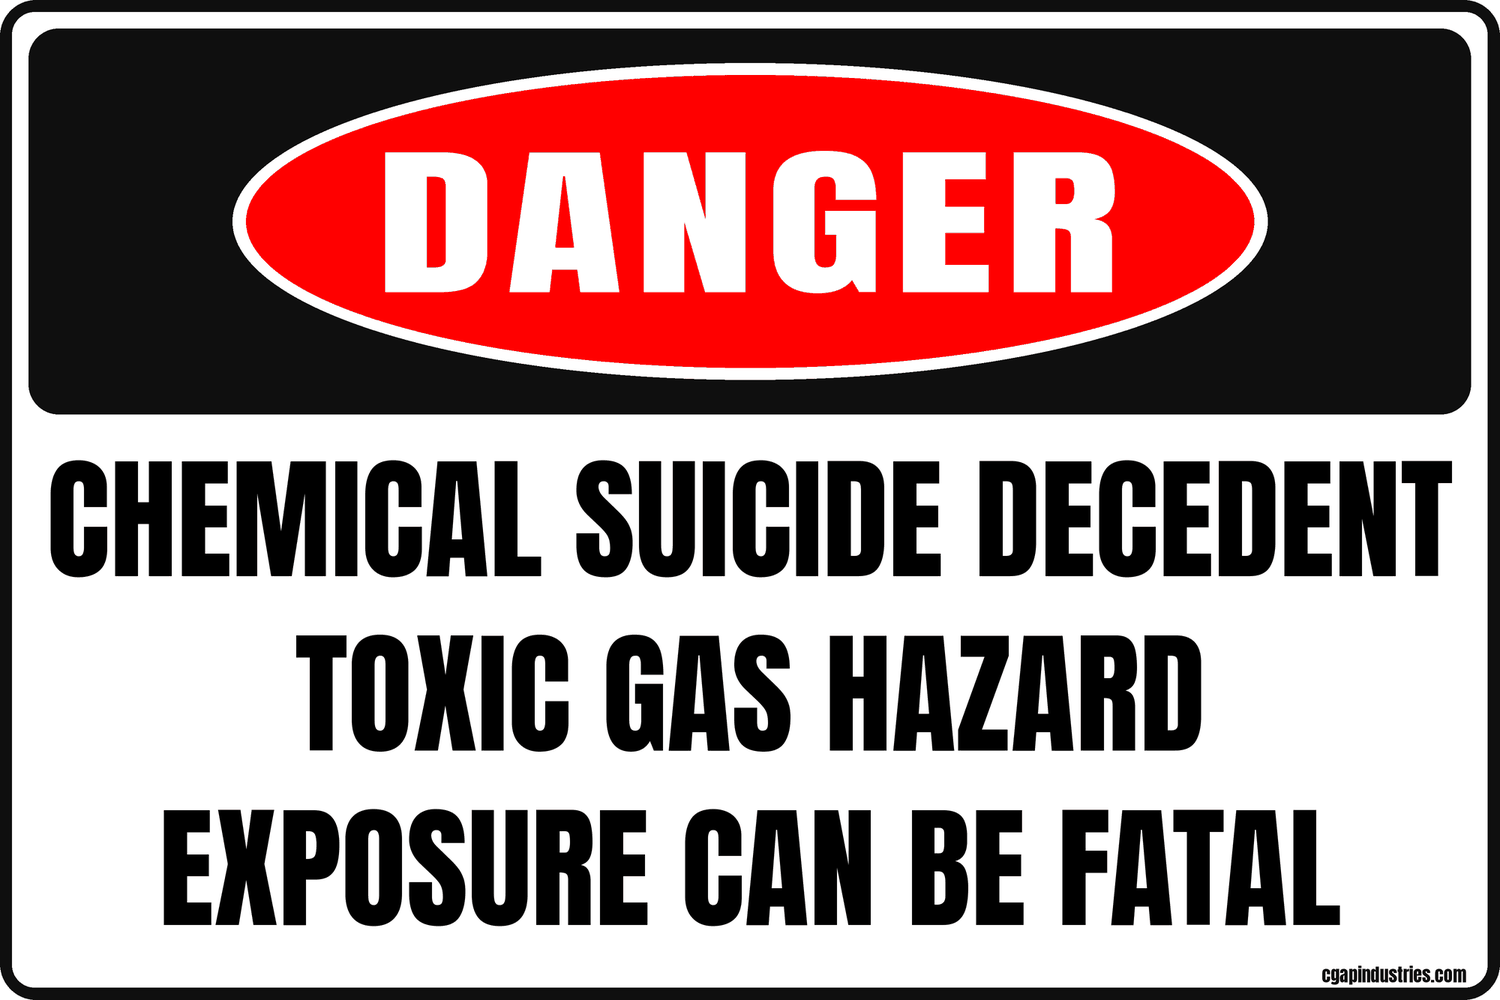 DANGER
CHEMICAL SUICIDE DECEDENT
TOXIC GAS HAZARD
EXPOSURE CAN BE FATAL
cgapindustries.com